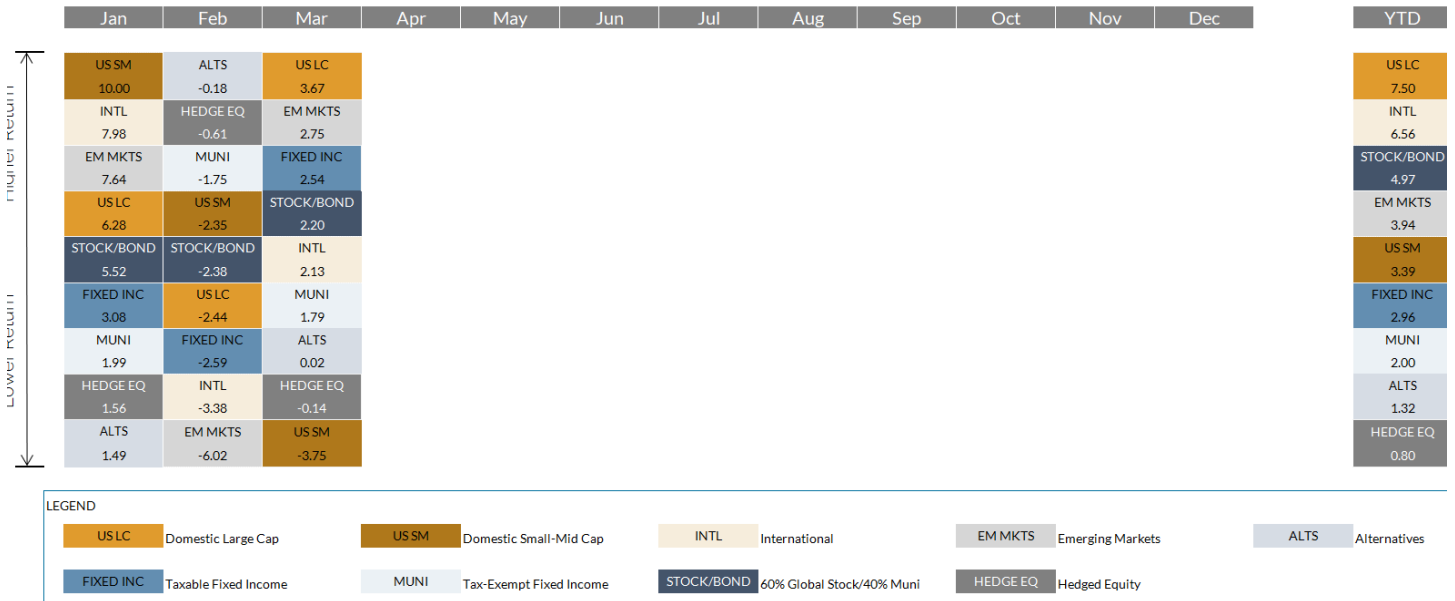 Jan Feb Mar Apr May Jun Jul Aug Sep Oct Nov Dec YTD
Higher Return
Lower Return
US SM ALTS US LC US LC
10.00 -0.18 3.67 7.50
INTL HEDGE EQ EM MKTS INTL
7.98 -0.61 2.75 6.56
EM MKTS MUNI FIXED INC STOCK/BOND
7.64 -1.75 2.54 4.97
US LC US SM STOCK/BOND EM MKTS
6.28 -2.35 2.20 3.94
STOCK/BOND STOCK/BOND INTL US SM
5.52 -2.38 2.13 3.39
FIXED INC US LC MUNI FIXED INC
3.08 -2.44 1.79 2.96
MUNI FIXED INC ALTS MUNI
1.99 -2.59 0.02 2.00
HEDGE EQ INTL HEDGE EQ ALTS
1.56 -3.38 -0.14 1.32
ALTS EM MKTS US SM HEDGE EQ
1.49 -6.02 -3.75 0.80
LEGEND
US LC Domestic Large Cap US SM Domestic Small-Mid Cap INTL International EM MKTS Emerging Markets ALTS Alternatives
FIXED INC Taxable Fixed Income MUNI Tax-Exempt Fixed Income STOCK/BOND 60% Global Stock/40% Muni HEDGE EQ Hedged Equity